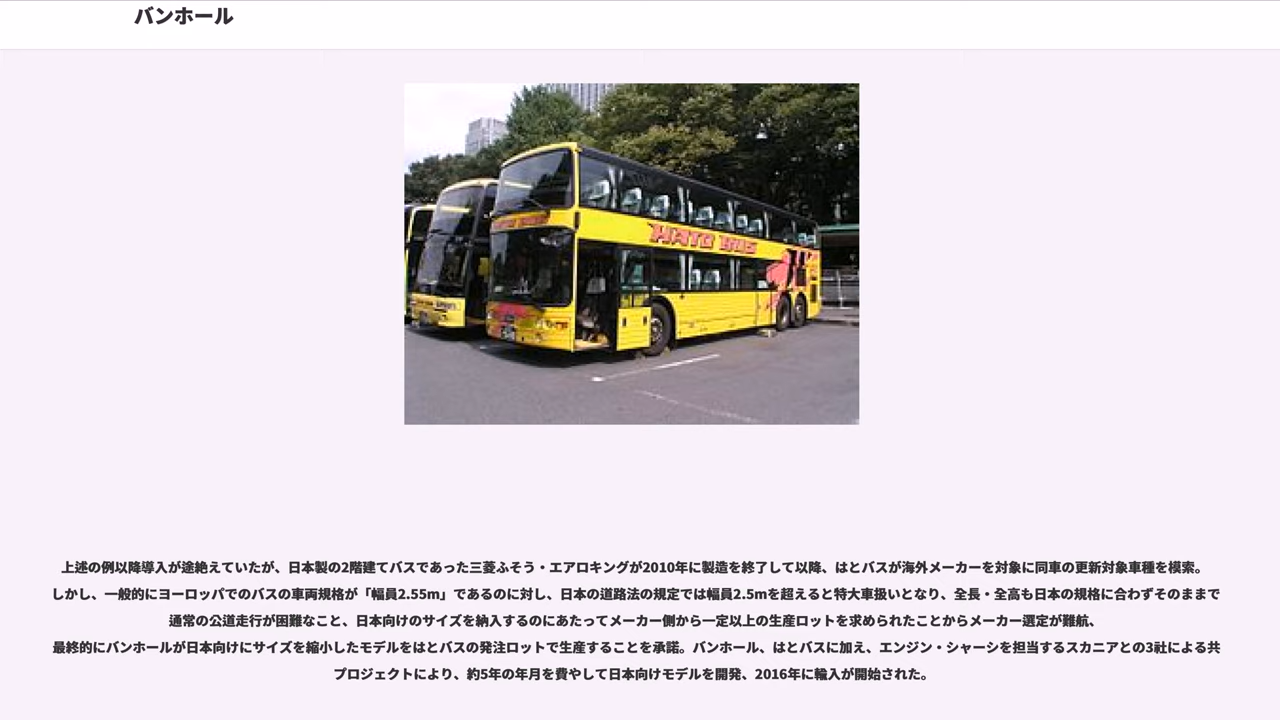 バンホール
HATO BUS
上述の例以降導入が途絶えていたが、日本製の2階建てバスであった三菱ふそう・エアロキングが2010年に製造を終了して以降、はとバスが海外メーカーを対象に同車の更新対象車種を模索。
しかし、一般的にヨーロッパでのバスの車両規格が「幅員2.55m」であるのに対し、日本の道路法の規定では幅員2.5mを超えると特大車扱いとなり、全長・全高も日本の規格に合わずそのままで
通常の公道走行が困難なこと、日本向けのサイズを納入するのにあたってメーカー側から一定以上の生産ロットを求められたことからメーカー選定が難航、
最終的にバンホールが日本向けにサイズを縮小したモデルをはとバスの発注ロットで生産することを承諾。バンホール、はとバスに加え、エンジン・シャーシを担当するスカニアとの3社による共
プロジェクトにより、約5年の年月を費やして日本向けモデルを開発、2016年に輸入が開始された。